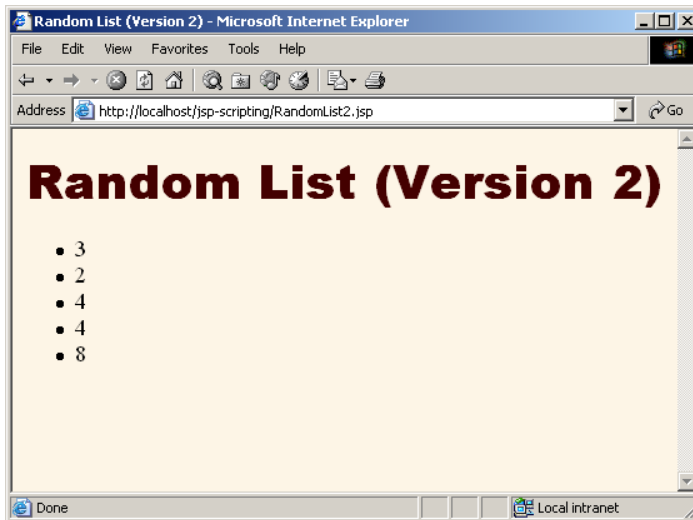 Random List (Version 2) - Microsoft Internet Explorer
File Edit View Favorites Tools Help
Address http://localhost/jsp-scripting/RandomList2.jsp Go
Random List (Version 2)
• 3
• 2
• 4
• 4
• 8
Done Local intranet